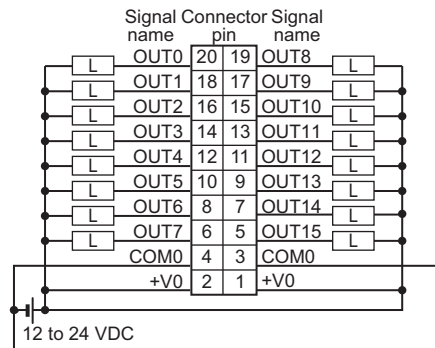 Signal Connector Signal
name pin name
L OUT0 20 19 OUT8 L
L OUT1 18 17 OUT9 L
L OUT2 16 15 OUT10 L
L OUT3 14 13 OUT11 L
L OUT4 12 11 OUT12 L
L OUT5 10 9 OUT13 L
L OUT6 8 7 OUT14 L
L OUT7 6 5 OUT15 L
COM0 4 3 COM0
+V0 2 1 +V0
12 to 24 VDC